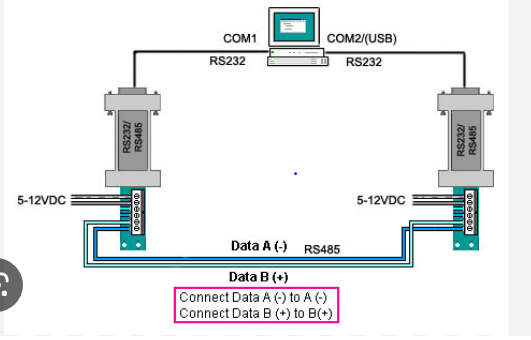 COM1
COM2/(USB)
RS232
RS232
RS232/
RS485
RS232/
RS485
5-12VDC
5-12VDC
Data A (-)
RS485
Data B (+)
Connect Data A (-) to A (-)
Connect Data B (+) to B(+)